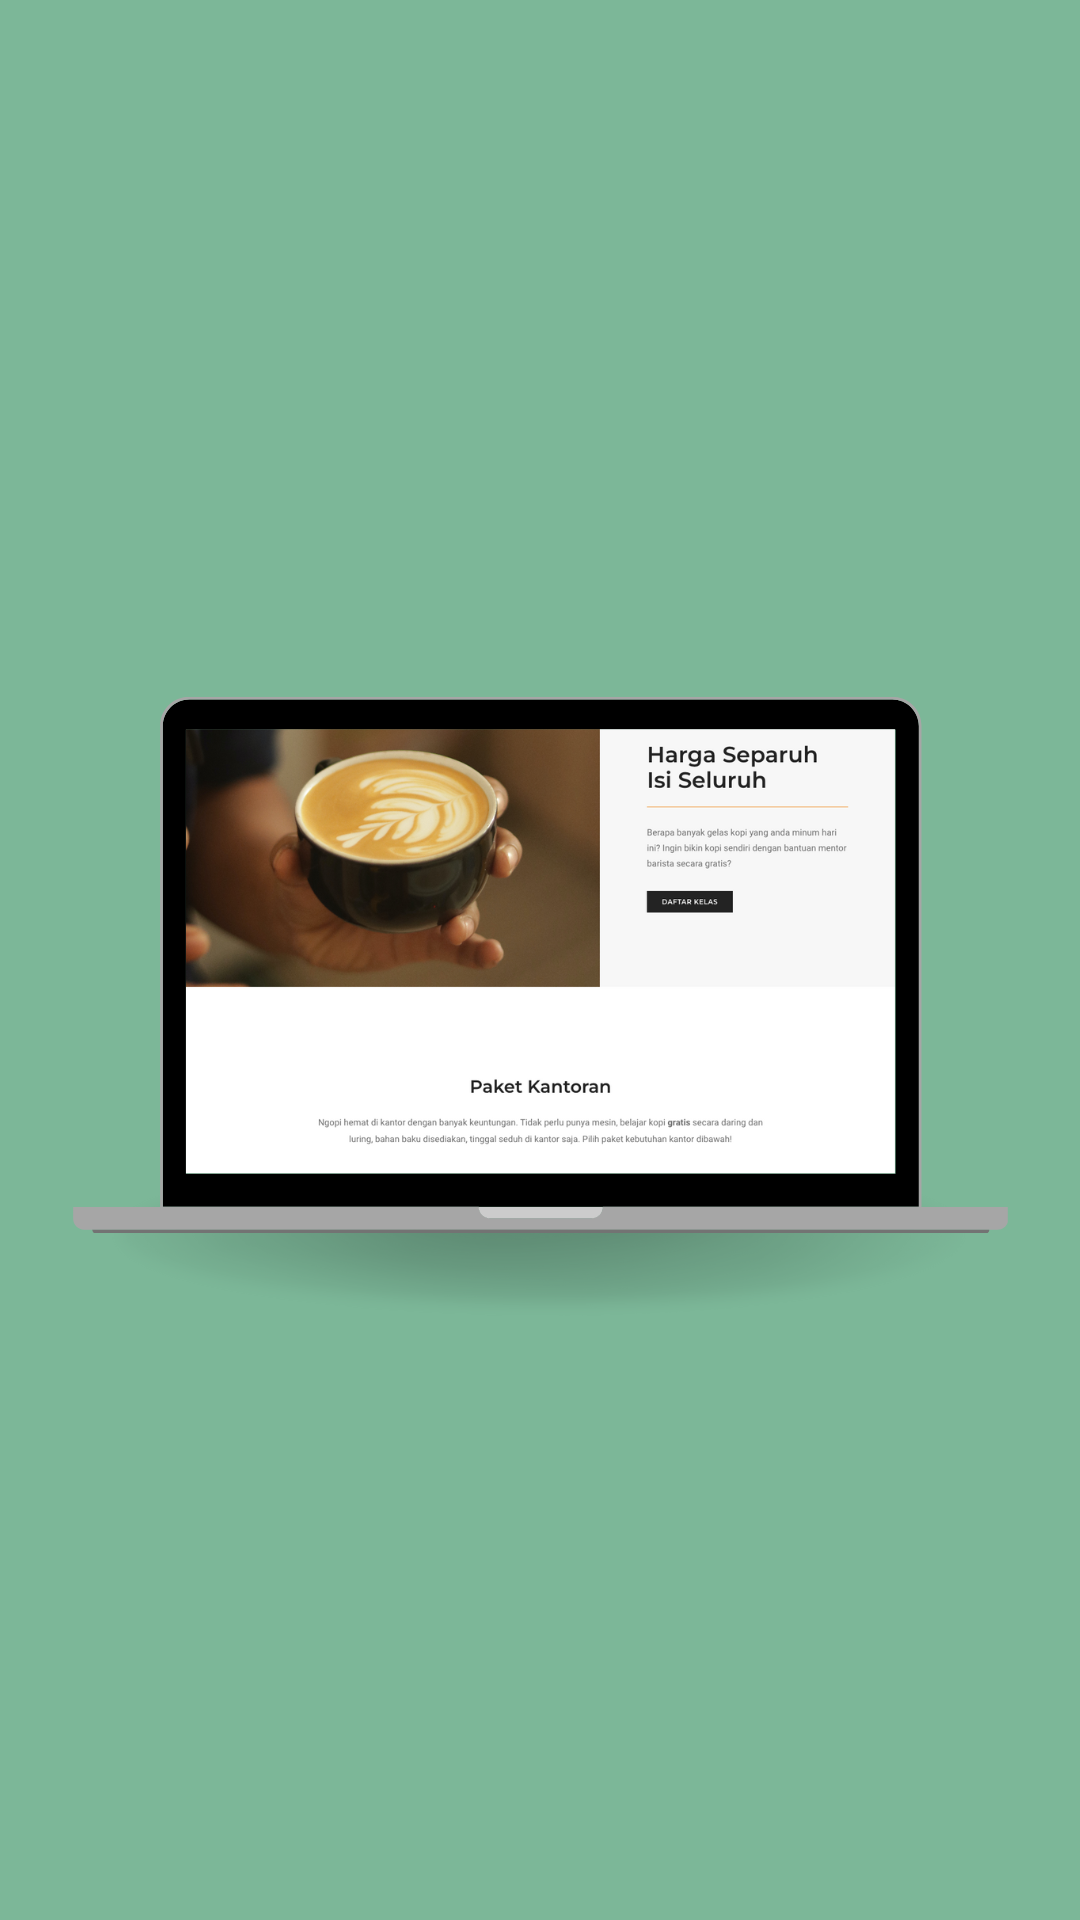 Harga Separuh
Isi Seluruh
Berapa banyak gelas kopi yang anda minum hari
ini? Ingin bikin kopi sendiri dengan bantuan mentor
barista secara gratis?
DAFTAR KELAS
Paket Kantoran
Ngopi hemat di kantor dengan banyak keuntungan. Tidak perlu punya mesin, belajar kopi gratis secara daring dan
luring, bahan baku disediakan, tinggal seduh di kantor saja. Pilih paket kebutuhan kantor dibawah!